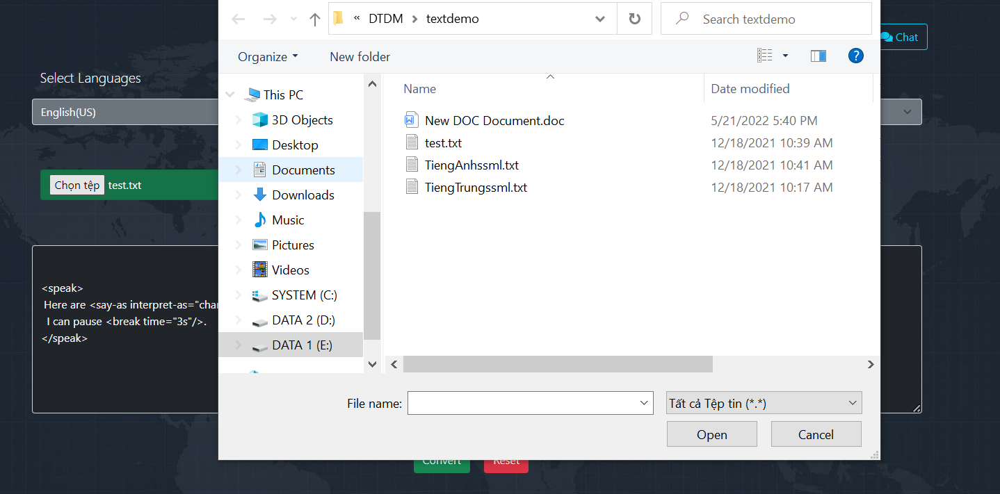 « DTDM > textdemo
Search textdemo
Chat
Organize
New folder
?
Select Languages
English(US)
Chọn tệp test.txt
This PC
3D Objects
Desktop
Documents
Downloads
Music
Pictures
Videos
SYSTEM (C:)
DATA 2 (D:)
DATA 1 (E:)
Name Date modified
New DOC Document.doc 5/21/2022 5:40 PM
test.txt 12/18/2021 10:39 AM
TiengAnhssml.txt 12/18/2021 10:41 AM
TiengTrungssml.txt 12/18/2021 10:17 AM
<speak>
Here are <say-as interpret-as="char
I can pause <break time="3s"/>.
</speak>
File name:
Tất cả Tệp tin (*.*)
Open
Cancel
Convert
Reset